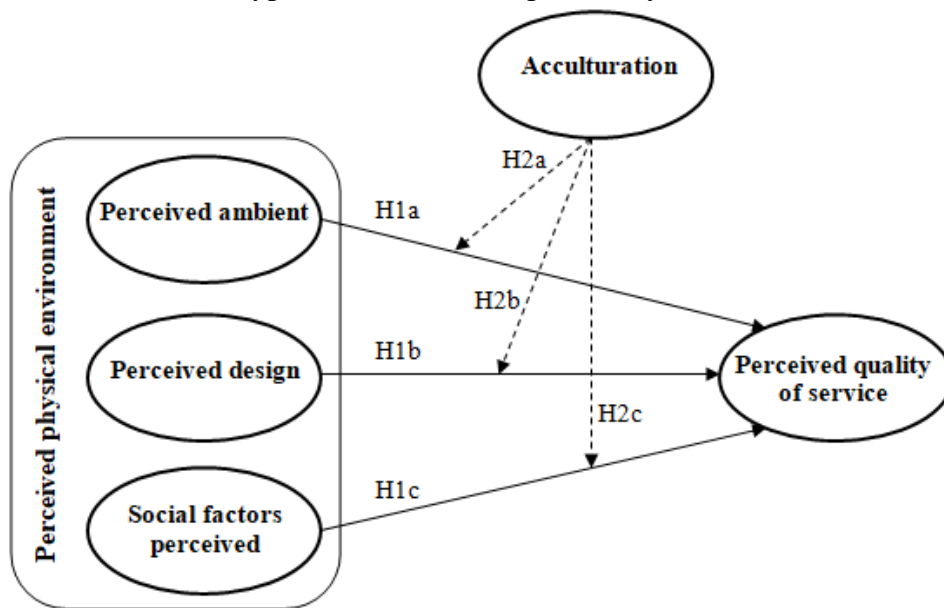 Acculturation
H2a
Perceived physical environment
Perceived ambient
H1a
H2b
Perceived design
H1b
Perceived quality
of service
H2c
H1c
Social factors
perceived